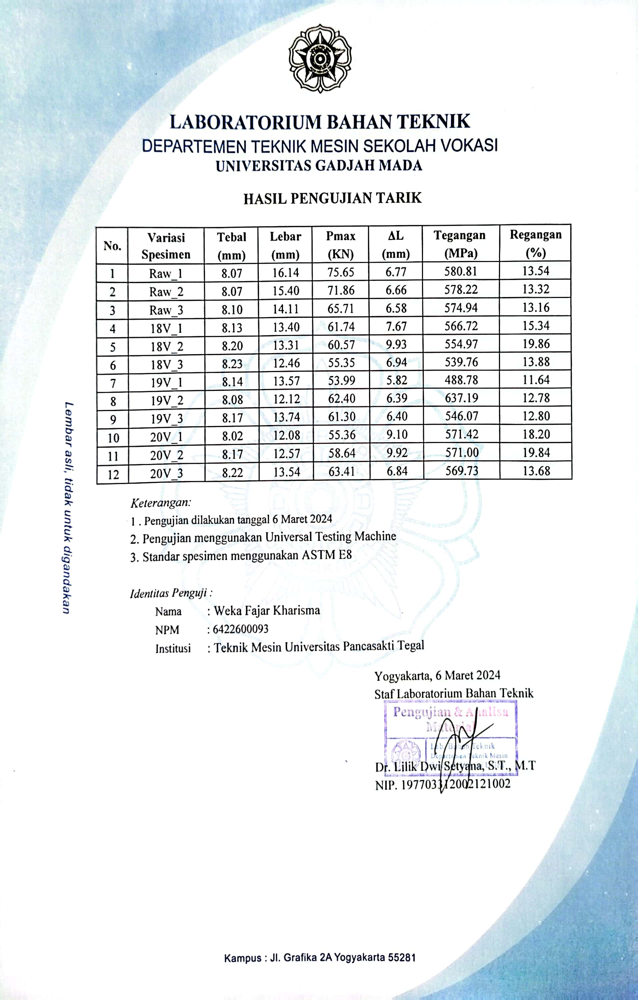 LABORATORIUM BAHAN TEKNIK
DEPARTEMEN TEKNIK MESIN SEKOLAH VOKASI
UNIVERSITAS GADJAH MADA
HASIL PENGUJIAN TARIK
No. Variasi Spesimen Tebal (mm) Lebar (mm) Pmax (KN) ΔL (mm) Tegangan (MPa) Regangan (%)
1 Raw_1 8.07 16.14 75.65 6.77 580.81 13.54
2 Raw_2 8.07 15.40 71.86 6.66 578.22 13.32
3 Raw_3 8.10 14.11 65.71 6.58 574.94 13.16
4 18V_1 8.13 13.40 61.74 7.67 566.72 15.34
5 18V_2 8.20 13.31 60.57 9.93 554.97 19.86
6 18V_3 8.23 12.46 55.35 6.94 539.76 13.88
7 19V_1 8.14 13.57 53.99 5.82 488.78 11.64
8 19V_2 8.08 12.12 62.40 6.39 637.19 12.78
9 19V_3 8.17 13.74 61.30 6.40 546.07 12.80
10 20V_1 8.02 12.08 55.36 9.10 571.42 18.20
11 20V_2 8.17 12.57 58.64 9.92 571.00 19.84
12 20V_3 8.22 13.54 63.41 6.84 569.73 13.68
Keterangan:
1 . Pengujian dilakukan tanggal 6 Maret 2024
2. Pengujian menggunakan Universal Testing Machine
3. Standar spesimen menggunakan ASTM E8
Identitas Penguji :
Nama : Weka Fajar Kharisma
NPM : 6422600093
Institusi : Teknik Mesin Universitas Pancasakti Tegal
Lembar asli, tidak untuk digandakan
Yogyakarta, 6 Maret 2024
Staf Laboratorium Bahan Teknik
Pengujian & Analisa
Material
Lab. Bahan Teknik
Departemen Teknik Mesin
Dr. Lilik Dwi Setyana, S.T., M.T
NIP. 197703312002121002
Kampus : Jl. Grafika 2A Yogyakarta 55281